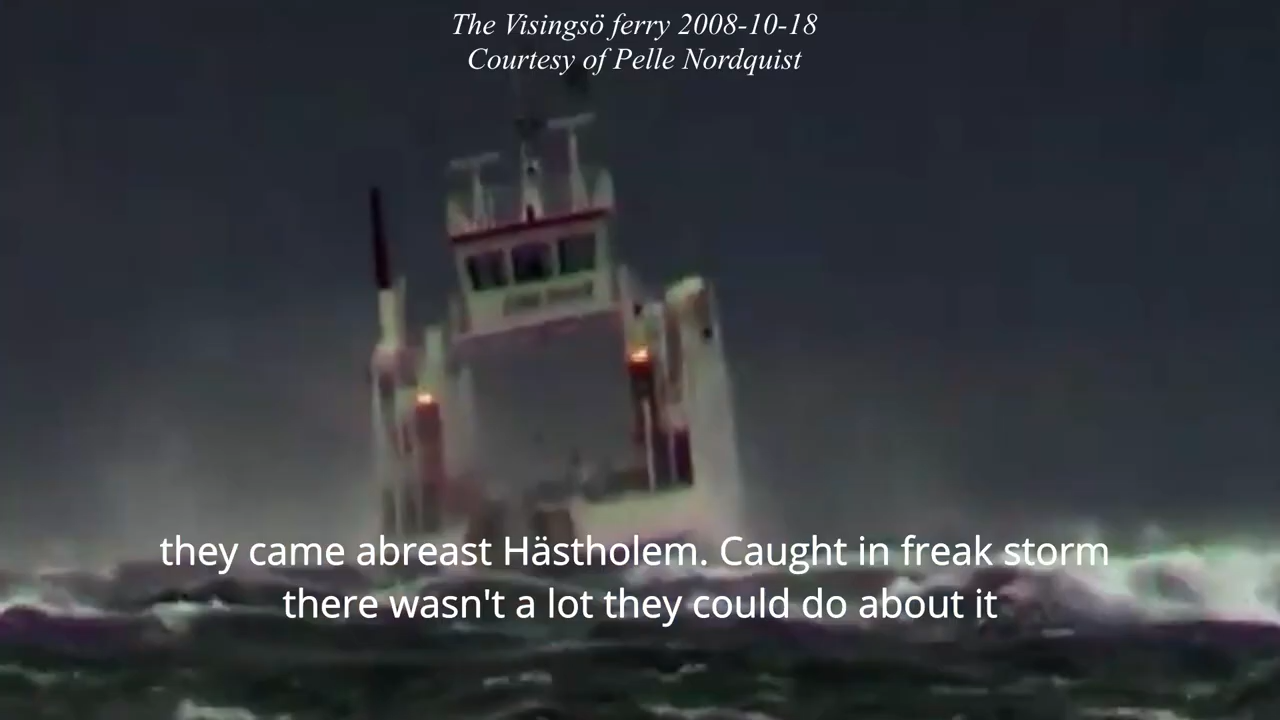 The Visingsö ferry 2008-10-18
Courtesy of Pelle Nordquist
they came abreast Hästholem. Caught in freak storm
there wasn't a lot they could do about it